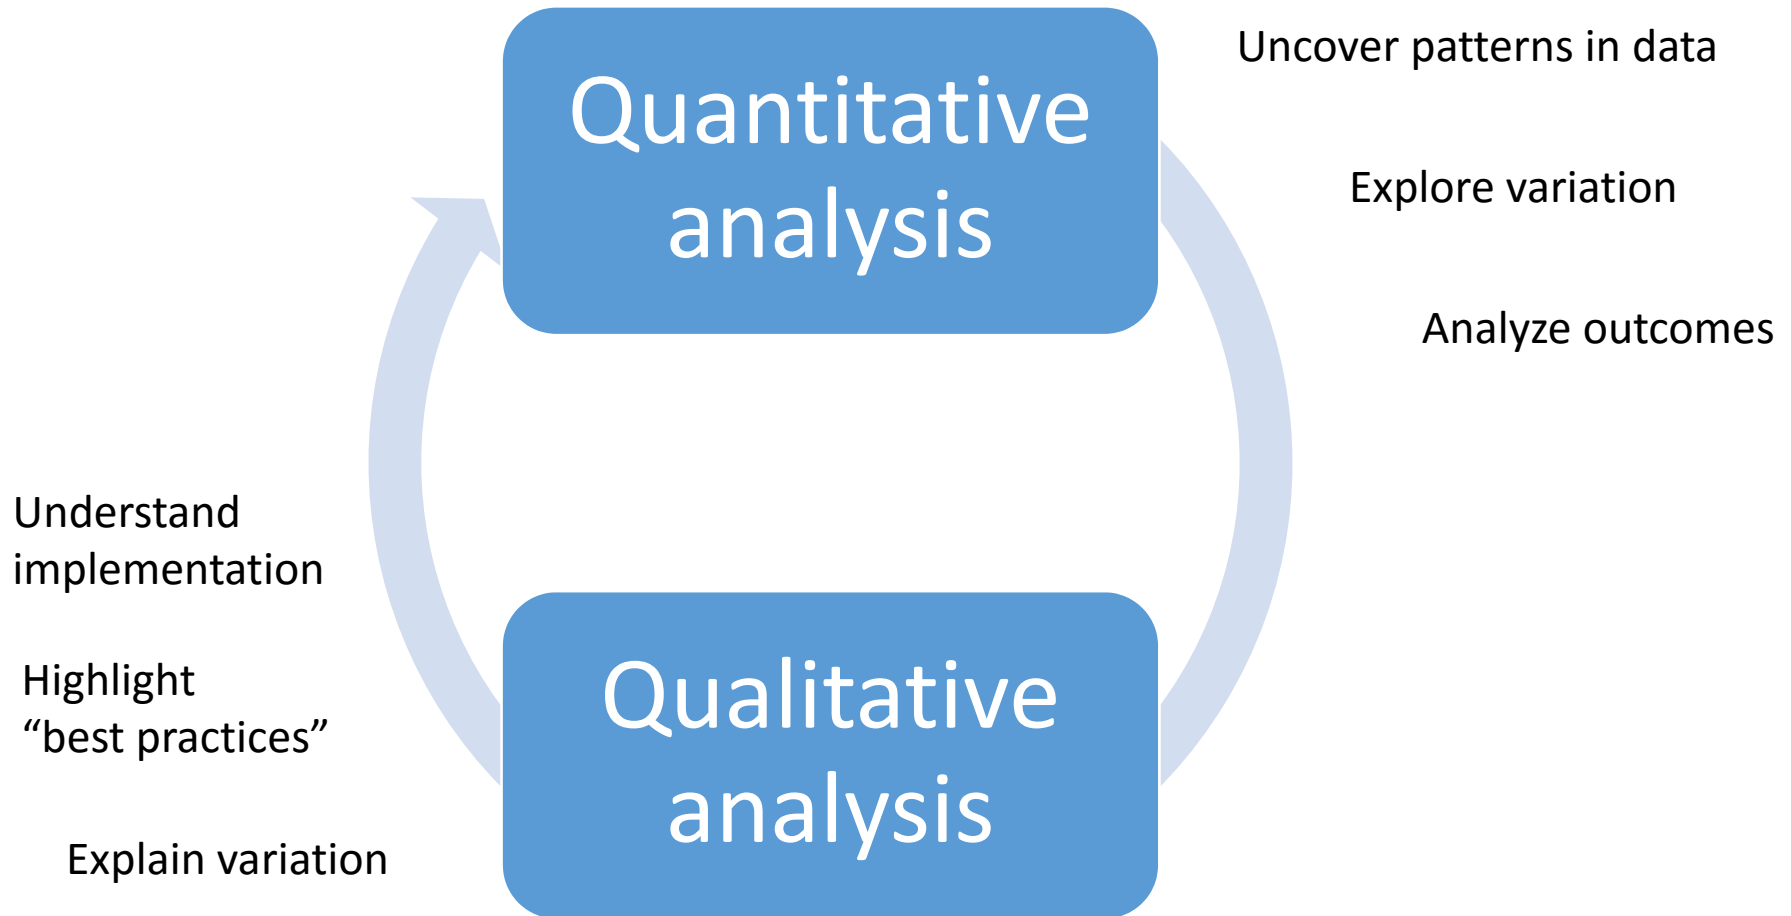 Quantitative
analysis
Uncover patterns in data
Explore variation
Analyze outcomes
Understand
implementation
Highlight
“best practices”
Explain variation
Qualitative
analysis